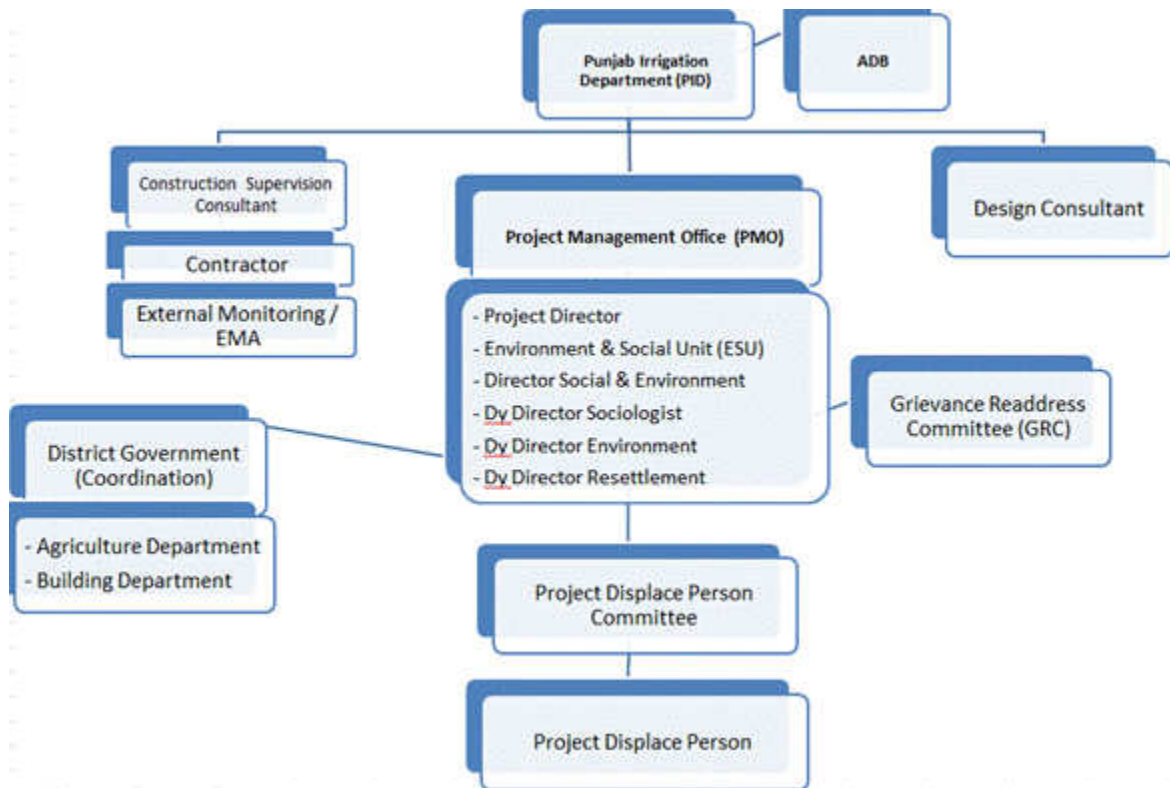 Punjab Irrigation
Department (PID)
ADB
Construction Supervision
Consultant
Contractor
External Monitoring /
EMA
Project Management Office (PMO)
Design Consultant
- Project Director
- Environment & Social Unit (ESU)
- Director Social & Environment
- Dy Director Sociologist
- Dy Director Environment
- Dy Director Resettlement
Grievance Readdress
Committee (GRC)
District Government
(Coordination)
- Agriculture Department
- Building Department
Project Displace Person
Committee
Project Displace Person